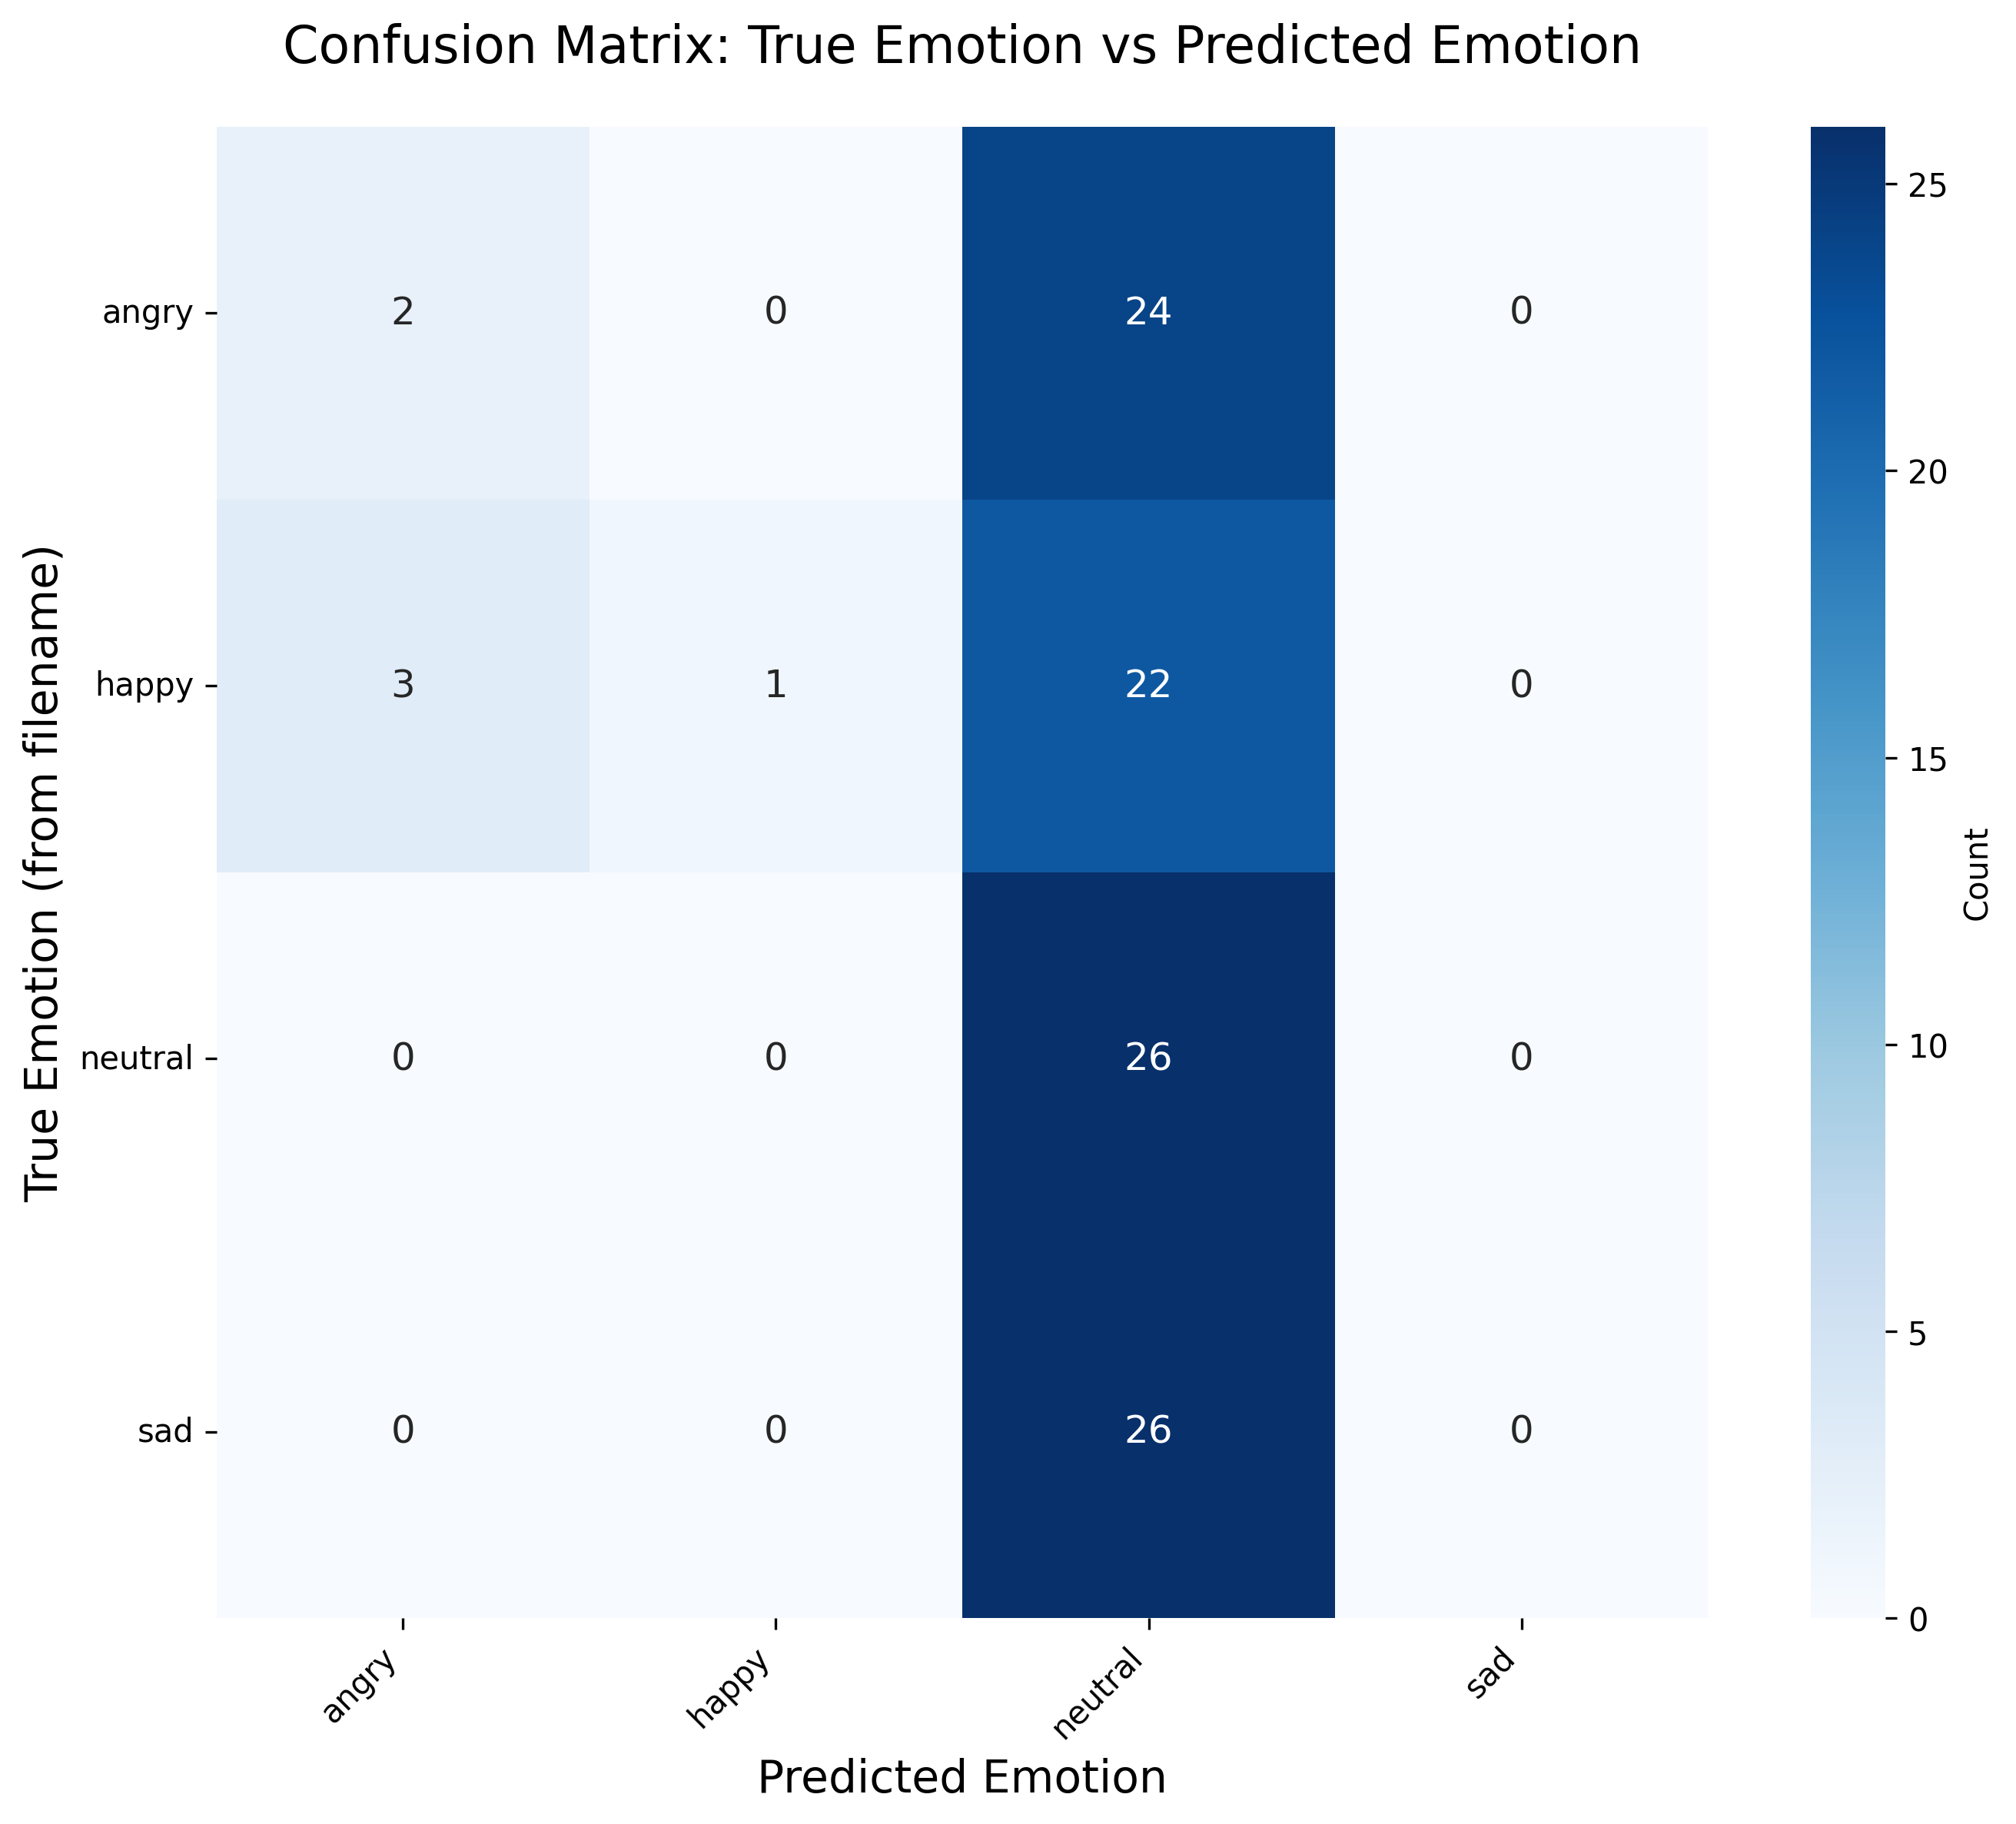 Confusion Matrix: True Emotion vs Predicted Emotion
True Emotion (from filename)
angry
2 0 24 0
happy
3 1 22 0
neutral
0 0 26 0
sad
0 0 26 0
angry
happy
neutral
sad
Predicted Emotion
25
20
15
10
5
0
Count